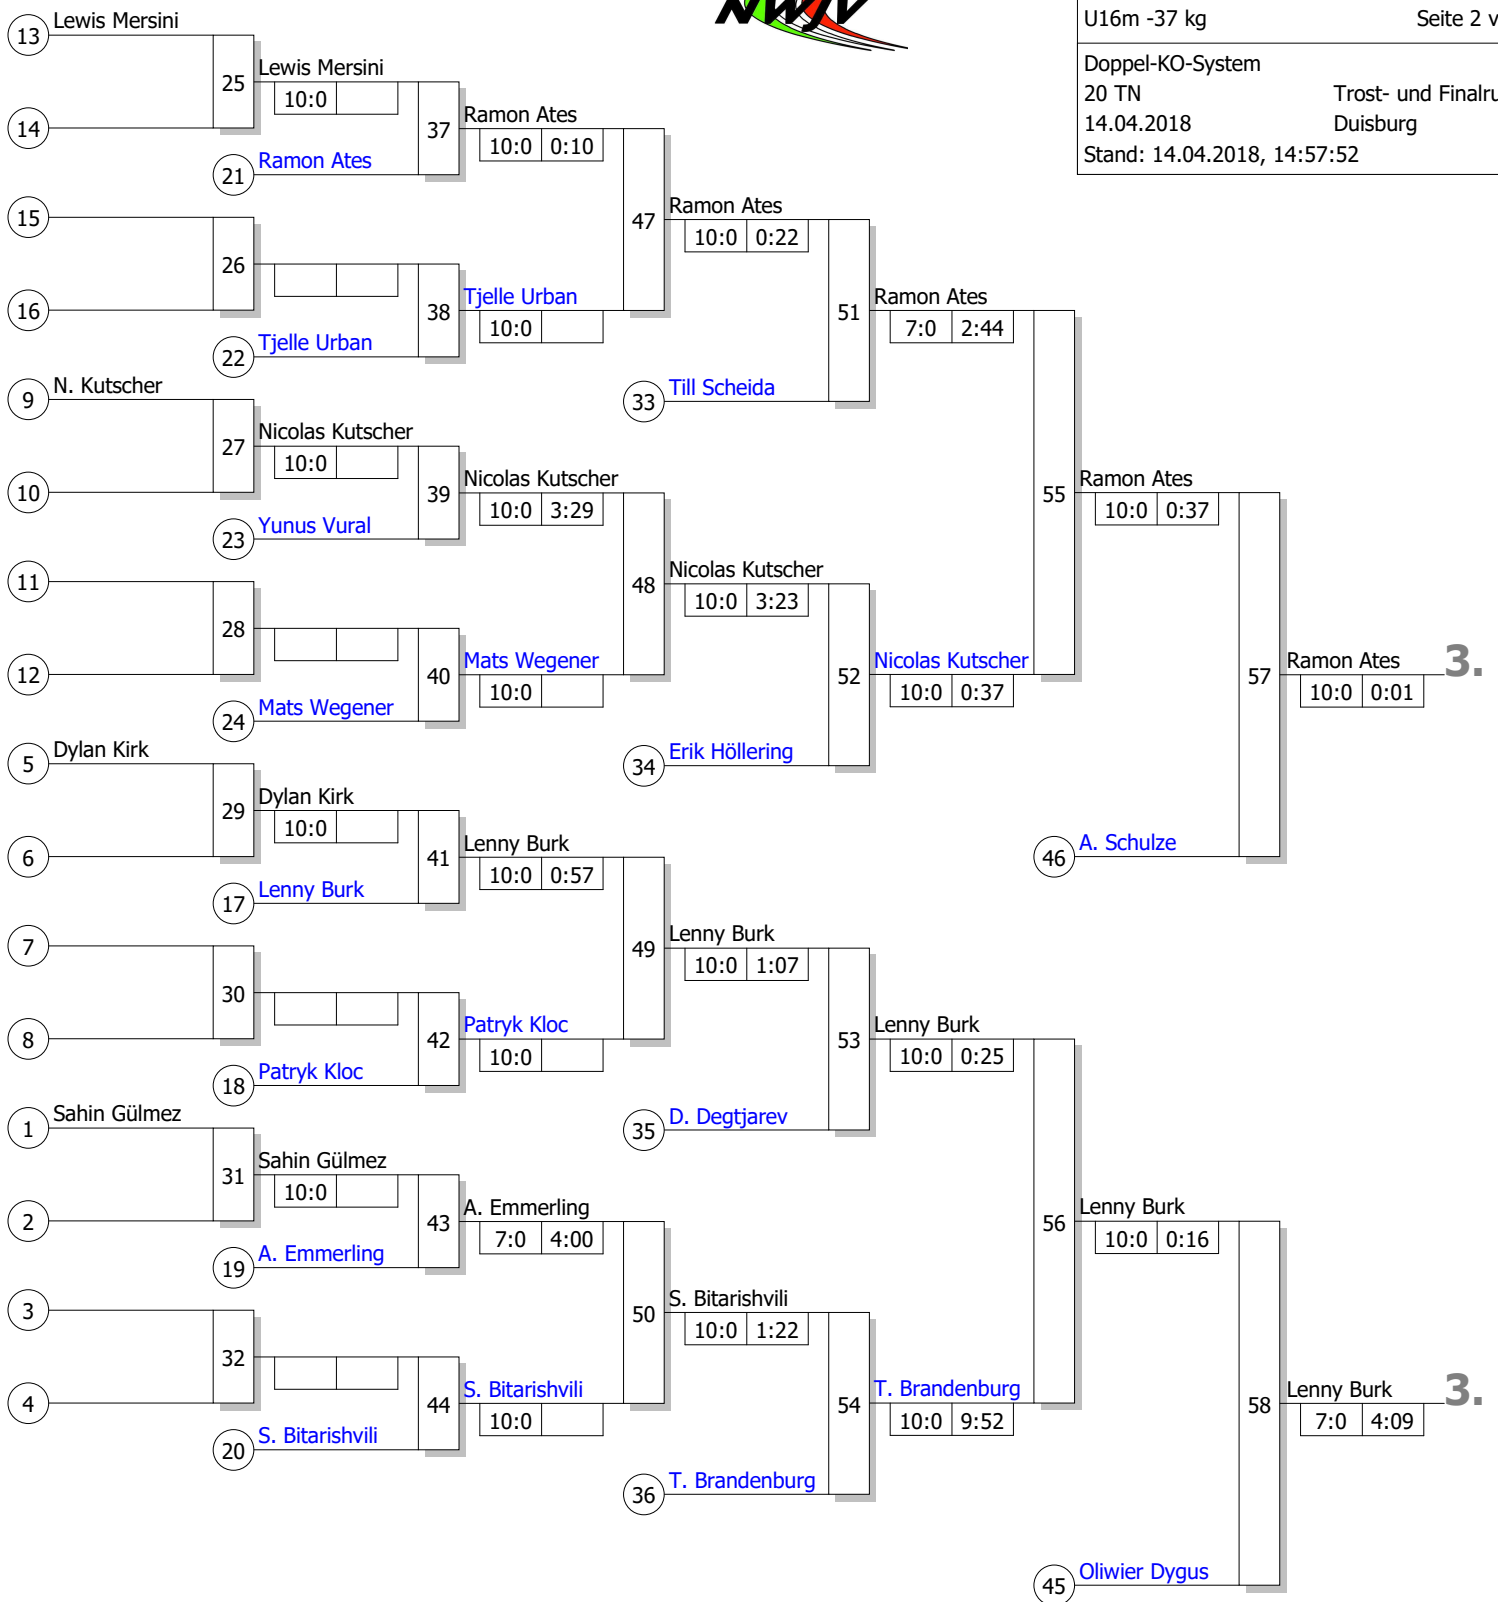 NWJV
U16m -37 kg Seite 2 v
Doppel-KO-System
20 TN Trost- und Finalru
14.04.2018 Duisburg
Stand: 14.04.2018, 14:57:52
13 Lewis Mersini
14
25 Lewis Mersini
10:0
21 Ramon Ates
37 Ramon Ates
10:0 0:10
15
16
26
22 Tjelle Urban
38 Tjelle Urban
10:0
47 Ramon Ates
10:0 0:22
33 Till Scheida
51 Ramon Ates
7:0 2:44
9 N. Kutscher
10
27 Nicolas Kutscher
10:0
23 Yunus Vural
39 Nicolas Kutscher
10:0 3:29
11
12
28
24 Mats Wegener
40 Mats Wegener
10:0
48 Nicolas Kutscher
10:0 3:23
34 Erik Höllering
52 Nicolas Kutscher
10:0 0:37
55 Ramon Ates
10:0 0:37
46 A. Schulze
57 Ramon Ates 3.
10:0 0:01
5 Dylan Kirk
6
29 Dylan Kirk
10:0
17 Lenny Burk
41 Lenny Burk
10:0 0:57
7
8
30
18 Patryk Kloc
42 Patryk Kloc
10:0
49 Lenny Burk
10:0 1:07
35 D. Degtjarev
53 Lenny Burk
10:0 0:25
1 Sahin Gülmez
2
31 Sahin Gülmez
10:0
19 A. Emmerling
43 A. Emmerling
7:0 4:00
3
4
32
20 S. Bitarishvili
44 S. Bitarishvili
10:0
50 S. Bitarishvili
10:0 1:22
36 T. Brandenburg
54 T. Brandenburg
10:0 9:52
56 Lenny Burk
10:0 0:16
45 Oliwier Dygus
58 Lenny Burk 3.
7:0 4:09